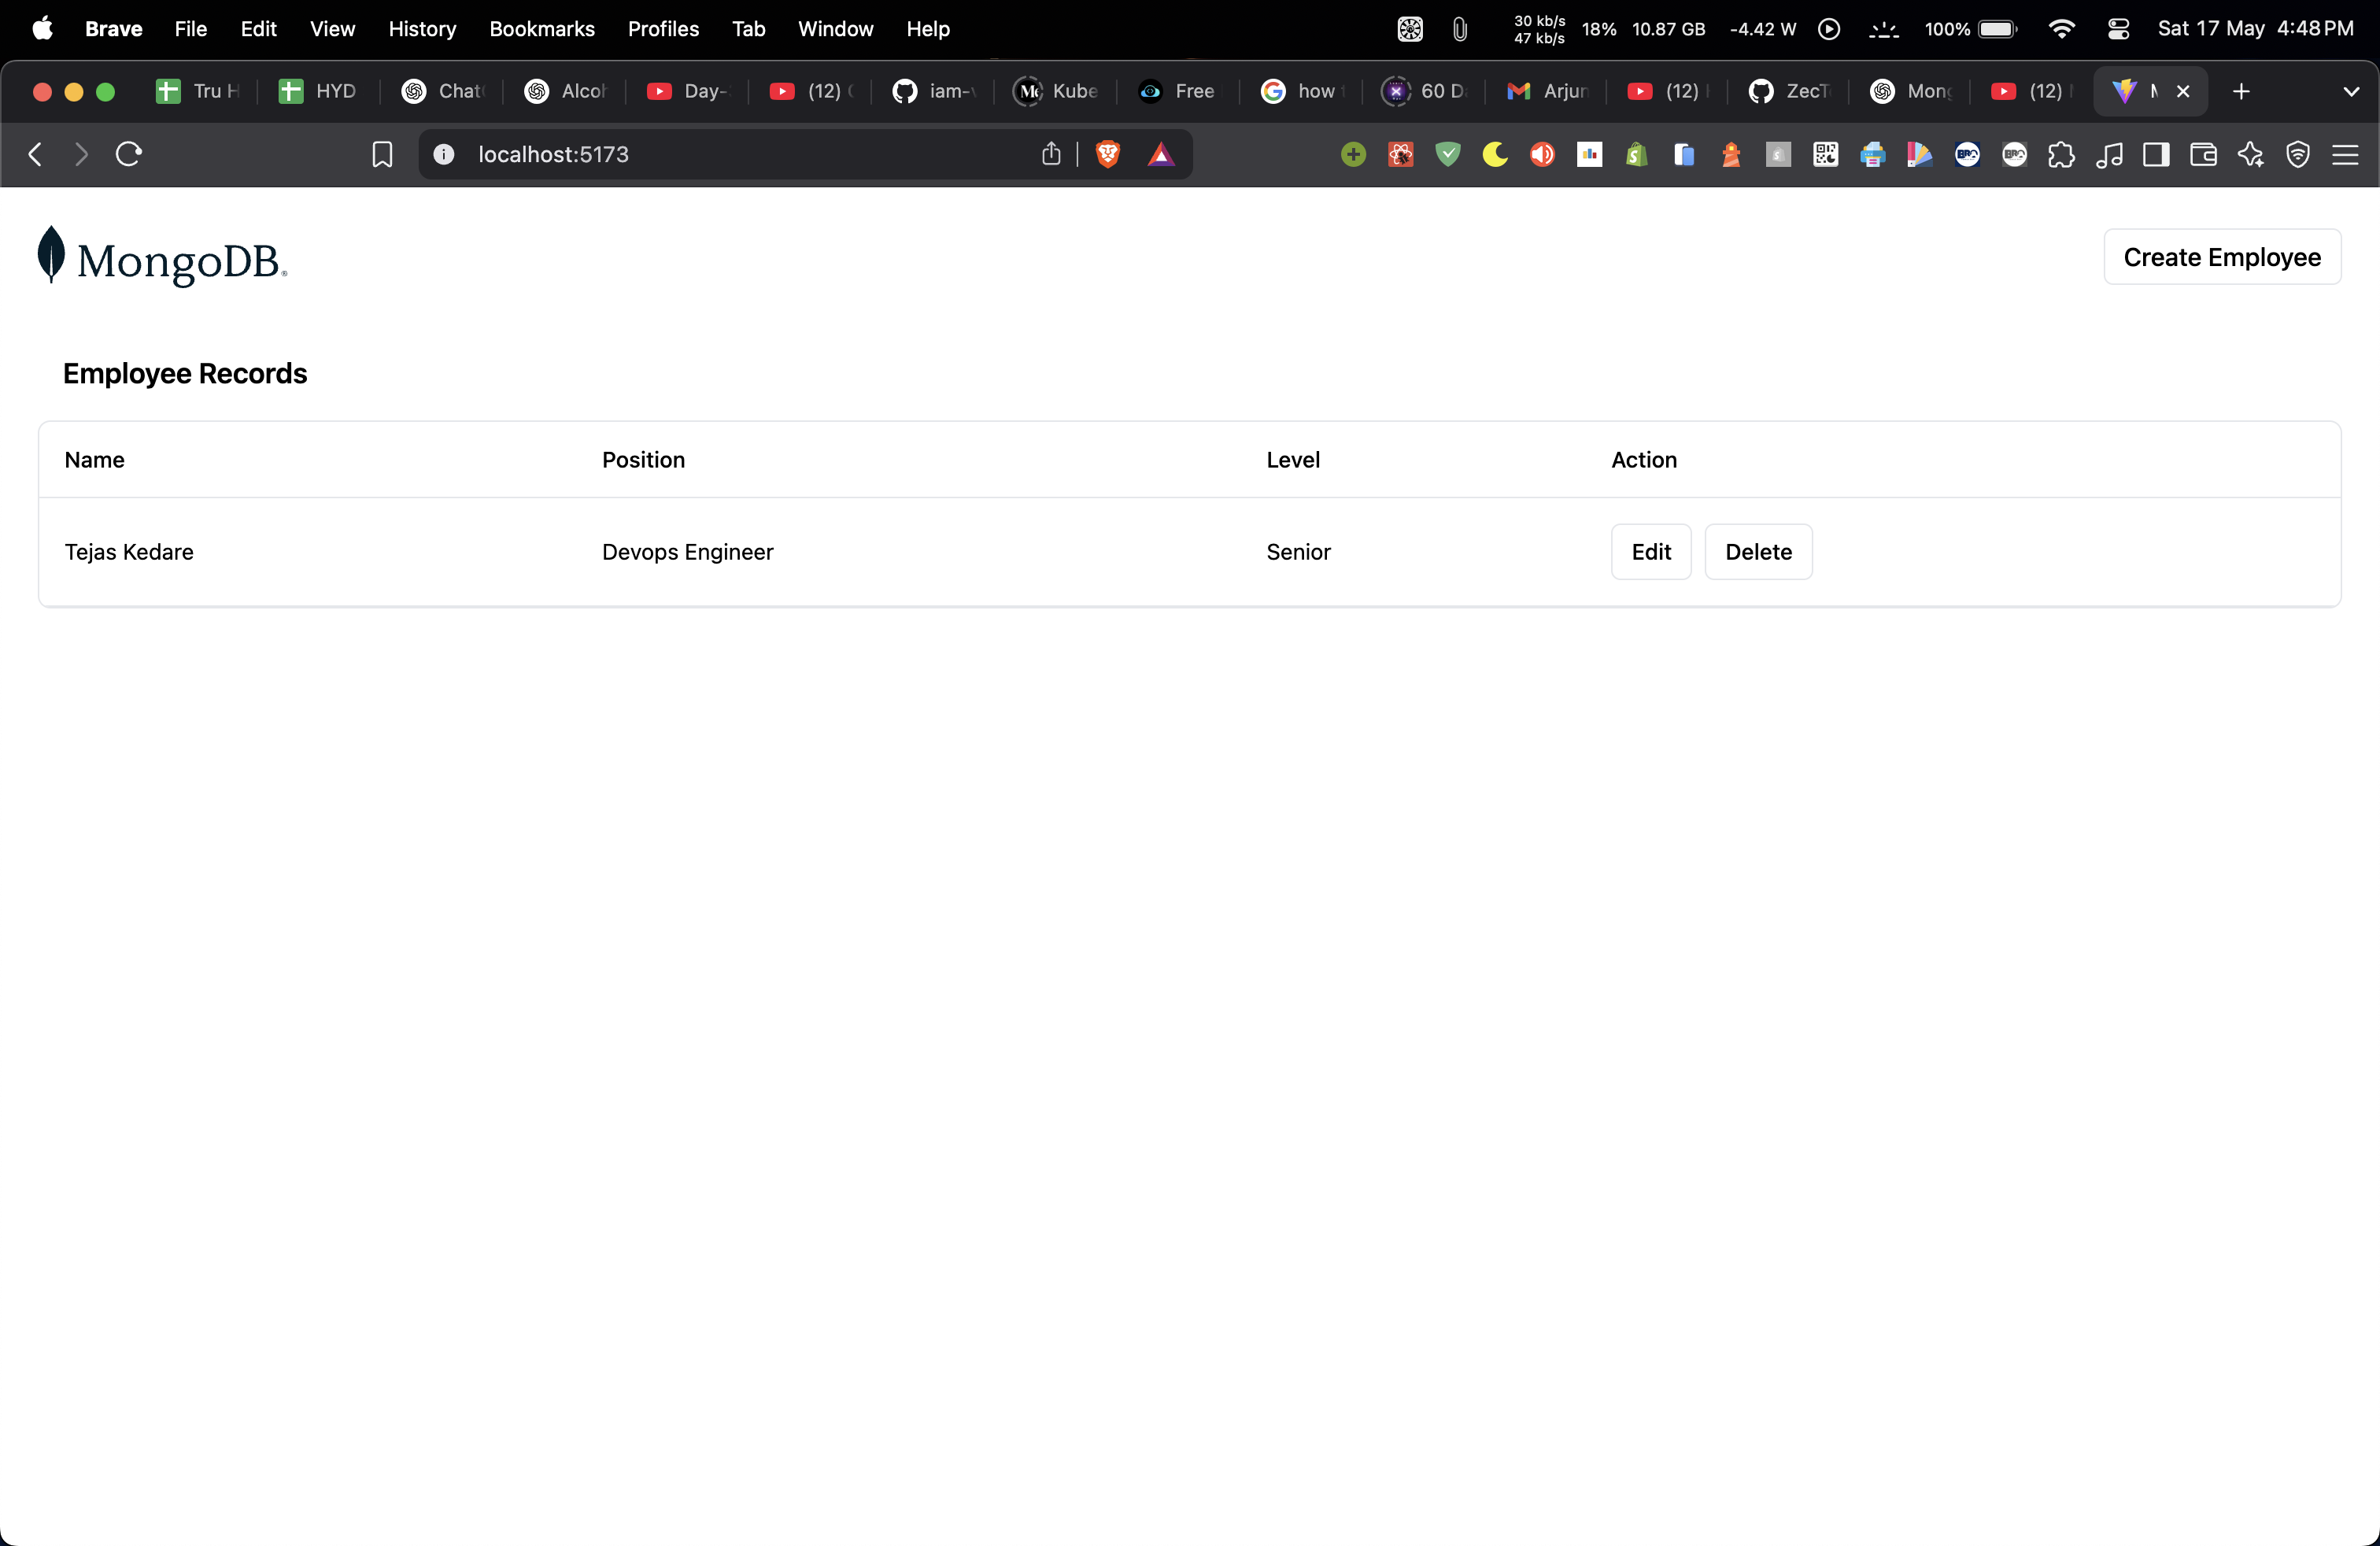 Brave File Edit View History Bookmarks Profiles Tab Window Help 30 kb/s 47 kb/s 18% 10.87 GB -4.42 W 100% Sat 17 May 4:48 PM
Tru H HYD Chat Alcoh Day- (12) iam- Kube Free how 60 D Arjun (12) ZecT Mong (12)
localhost:5173
MongoDB®
Create Employee
Employee Records
Name Position Level Action
Tejas Kedare Devops Engineer Senior Edit Delete